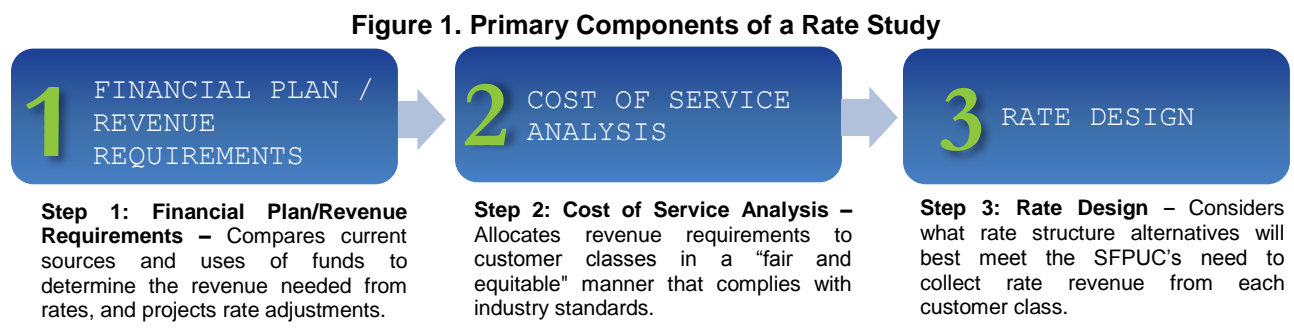 Figure 1. Primary Components of a Rate Study
1
FINANCIAL PLAN /
REVENUE
REQUIREMENTS
2
COST OF SERVICE
ANALYSIS
3
RATE DESIGN
Step 1: Financial Plan/Revenue
Requirements – Compares current
sources and uses of funds to
determine the revenue needed from
rates, and projects rate adjustments.
Step 2: Cost of Service Analysis –
Allocates revenue requirements to
customer classes in a “fair and
equitable" manner that complies with
industry standards.
Step 3: Rate Design – Considers
what rate structure alternatives will
best meet the SFPUC’s need to
collect rate revenue from each
customer class.